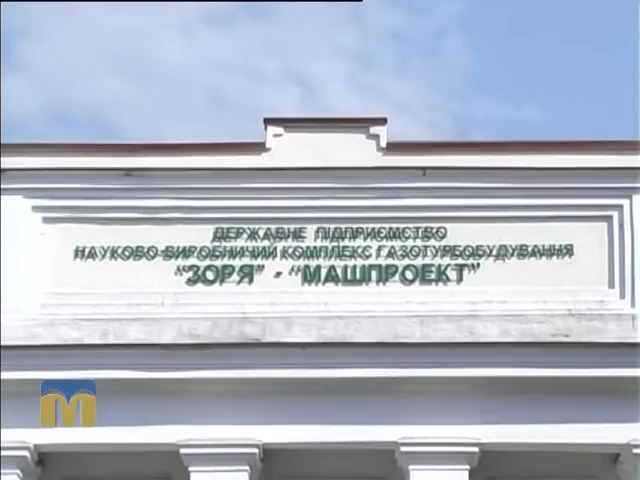 ДЕРЖАВНЕ ПІДПРИЄМСТВО
НАУКОВО-ВИРОБНИЧИЙ КОМПЛЕКС ГАЗОТУРБОБУДУВАННЯ
"ЗОРЯ" - "МАШПРОЕКТ"
М